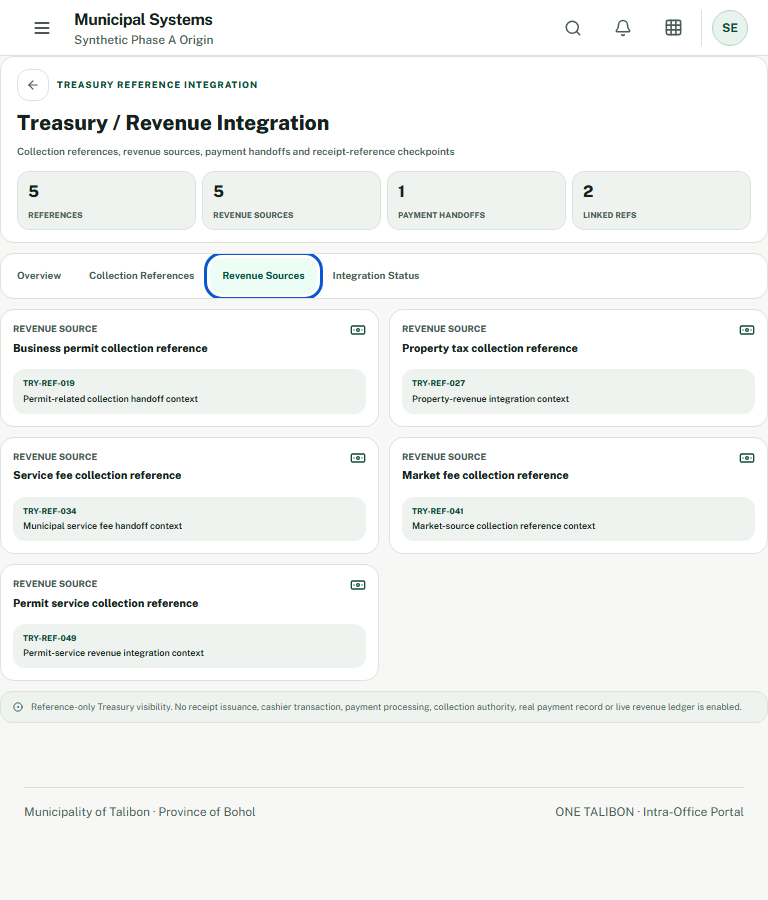 Municipal Systems
Synthetic Phase A Origin
SE
TREASURY REFERENCE INTEGRATION
Treasury / Revenue Integration
Collection references, revenue sources, payment handoffs and receipt-reference checkpoints
5
REFERENCES
5
REVENUE SOURCES
1
PAYMENT HANDOFFS
2
LINKED REFS
Overview
Collection References
Revenue Sources
Integration Status
REVENUE SOURCE
Business permit collection reference
TRY-REF-019
Permit-related collection handoff context
REVENUE SOURCE
Property tax collection reference
TRY-REF-027
Property-revenue integration context
REVENUE SOURCE
Service fee collection reference
TRY-REF-034
Municipal service fee handoff context
REVENUE SOURCE
Market fee collection reference
TRY-REF-041
Market-source collection reference context
REVENUE SOURCE
Permit service collection reference
TRY-REF-049
Permit-service revenue integration context
Reference-only Treasury visibility. No receipt issuance, cashier transaction, payment processing, collection authority, real payment record or live revenue ledger is enabled.
Municipality of Talibon · Province of Bohol
ONE TALIBON · Intra-Office Portal